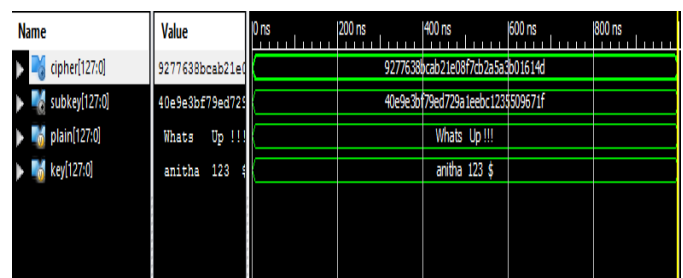 Name Value 0 ns 200 ns 400 ns 600 ns 800 ns
cipher[127:0] 9277638bcab21e0 9277638bcab21e08f7cb2a5a3b01614d
subkey[127:0] 40e9e3bf79ed729 40e9e3bf79ed729a1eebc1235509671f
plain[127:0] Whats Up !!! Whats Up !!!
key[127:0] anitha 123 $ anitha 123 $